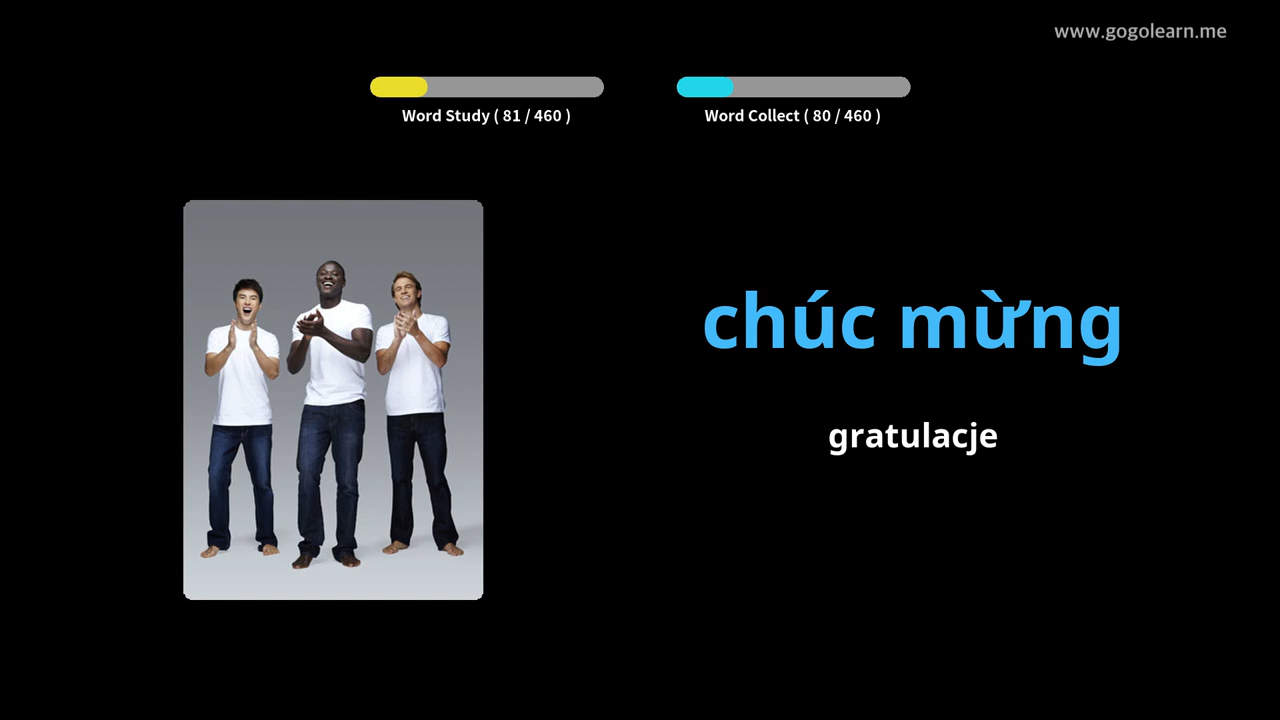 www.gogolearn.me
Word Study ( 81 / 460 )
Word Collect ( 80 / 460 )
chúc mừng
gratulacje